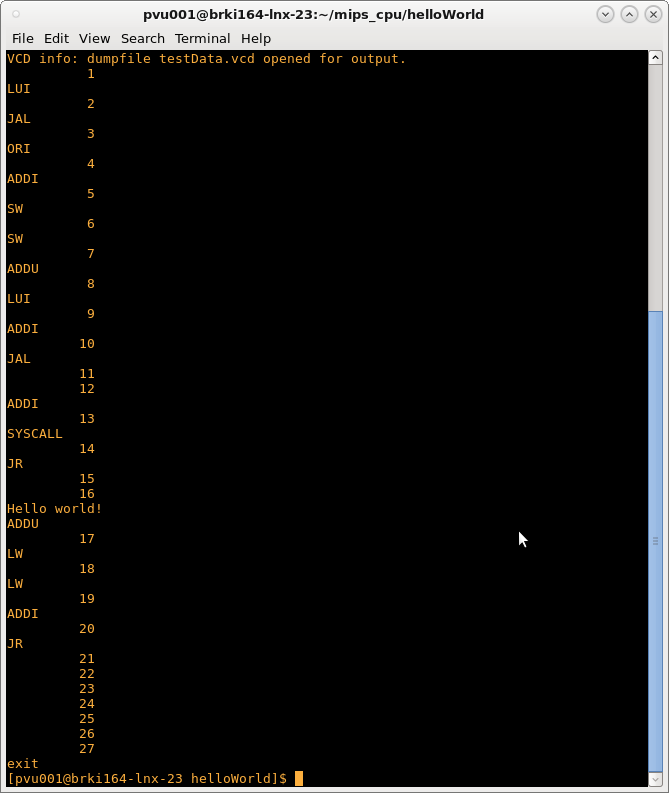 pvu001@brki164-lnx-23:~/mips_cpu/helloWorld
File Edit View Search Terminal Help
VCD info: dumpfile testData.vcd opened for output.
1
LUI
2
JAL
3
ORI
4
ADDI
5
SW
6
SW
7
ADDU
8
LUI
9
ADDI
10
JAL
11
12
ADDI
13
SYSCALL
14
JR
15
16
Hello world!
ADDU
17
LW
18
LW
19
ADDI
20
JR
21
22
23
24
25
26
27
exit
[pvu001@brki164-lnx-23 helloWorld]$